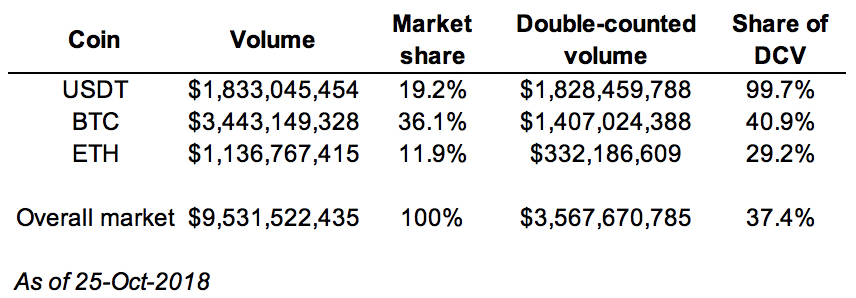 Coin Volume Market share Double-counted volume Share of DCV
USDT $1,833,045,454 19.2% $1,828,459,788 99.7%
BTC $3,443,149,328 36.1% $1,407,024,388 40.9%
ETH $1,136,767,415 11.9% $332,186,609 29.2%
Overall market $9,531,522,435 100% $3,567,670,785 37.4%
As of 25-Oct-2018